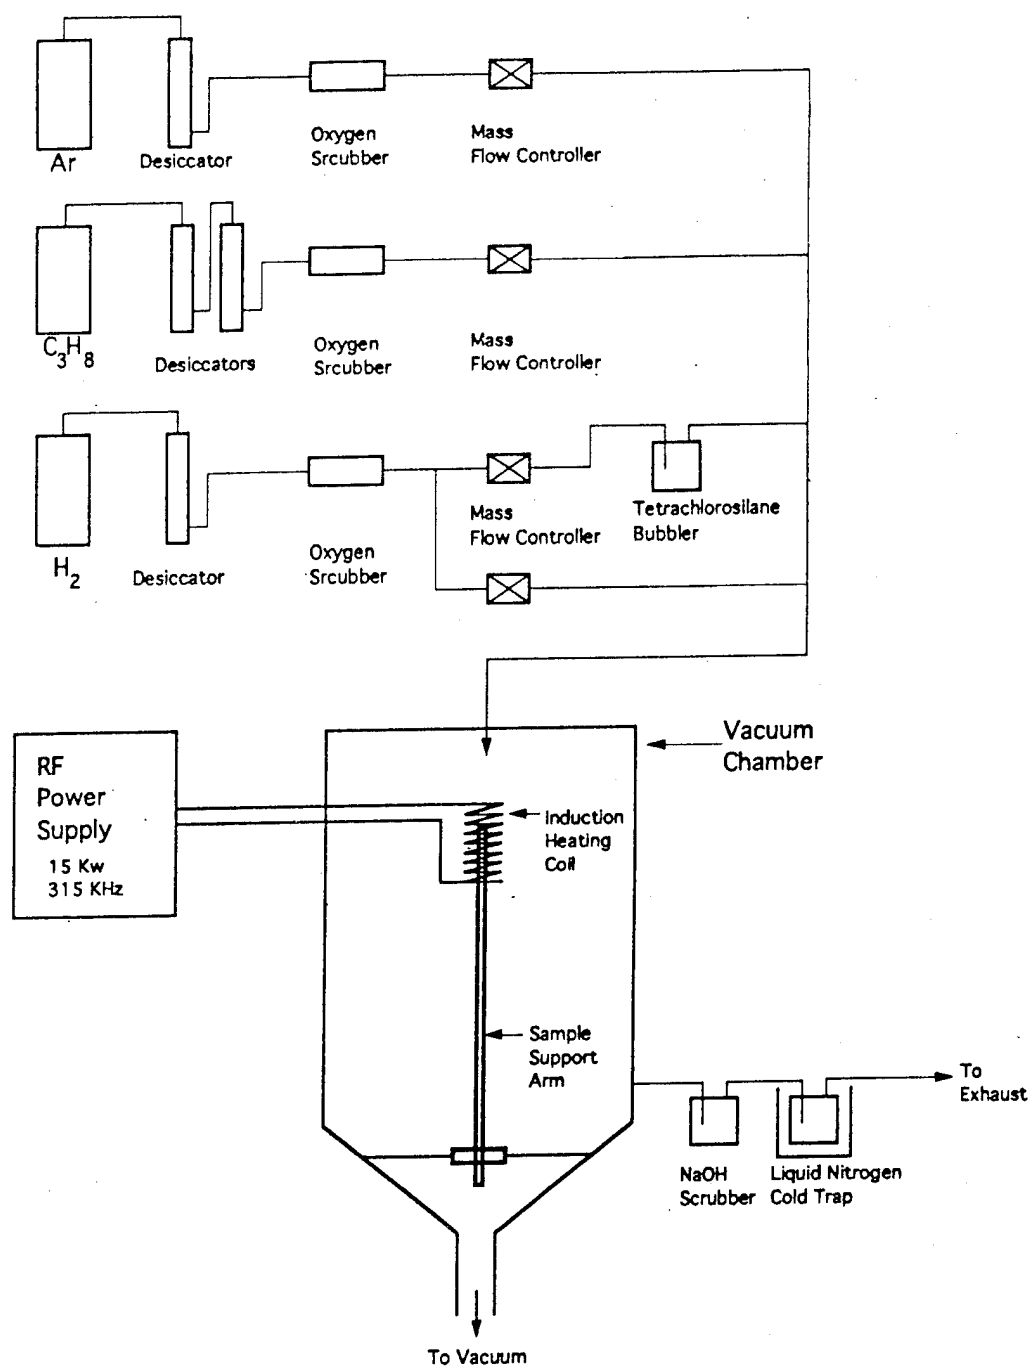 Ar
Desiccator
Oxygen
Srcubber
Mass
Flow Controller
C3H8
Desiccators
Oxygen
Srcubber
Mass
Flow Controller
H2
Desiccator
Oxygen
Srcubber
Mass
Flow Controller
Tetrachlorosilane
Bubbler
RF
Power
Supply
15 Kw
315 KHz
Vacuum
Chamber
Induction
Heating
Coil
Sample
Support
Arm
To
Exhaust
NaOH
Scrubber
Liquid Nitrogen
Cold Trap
To Vacuum